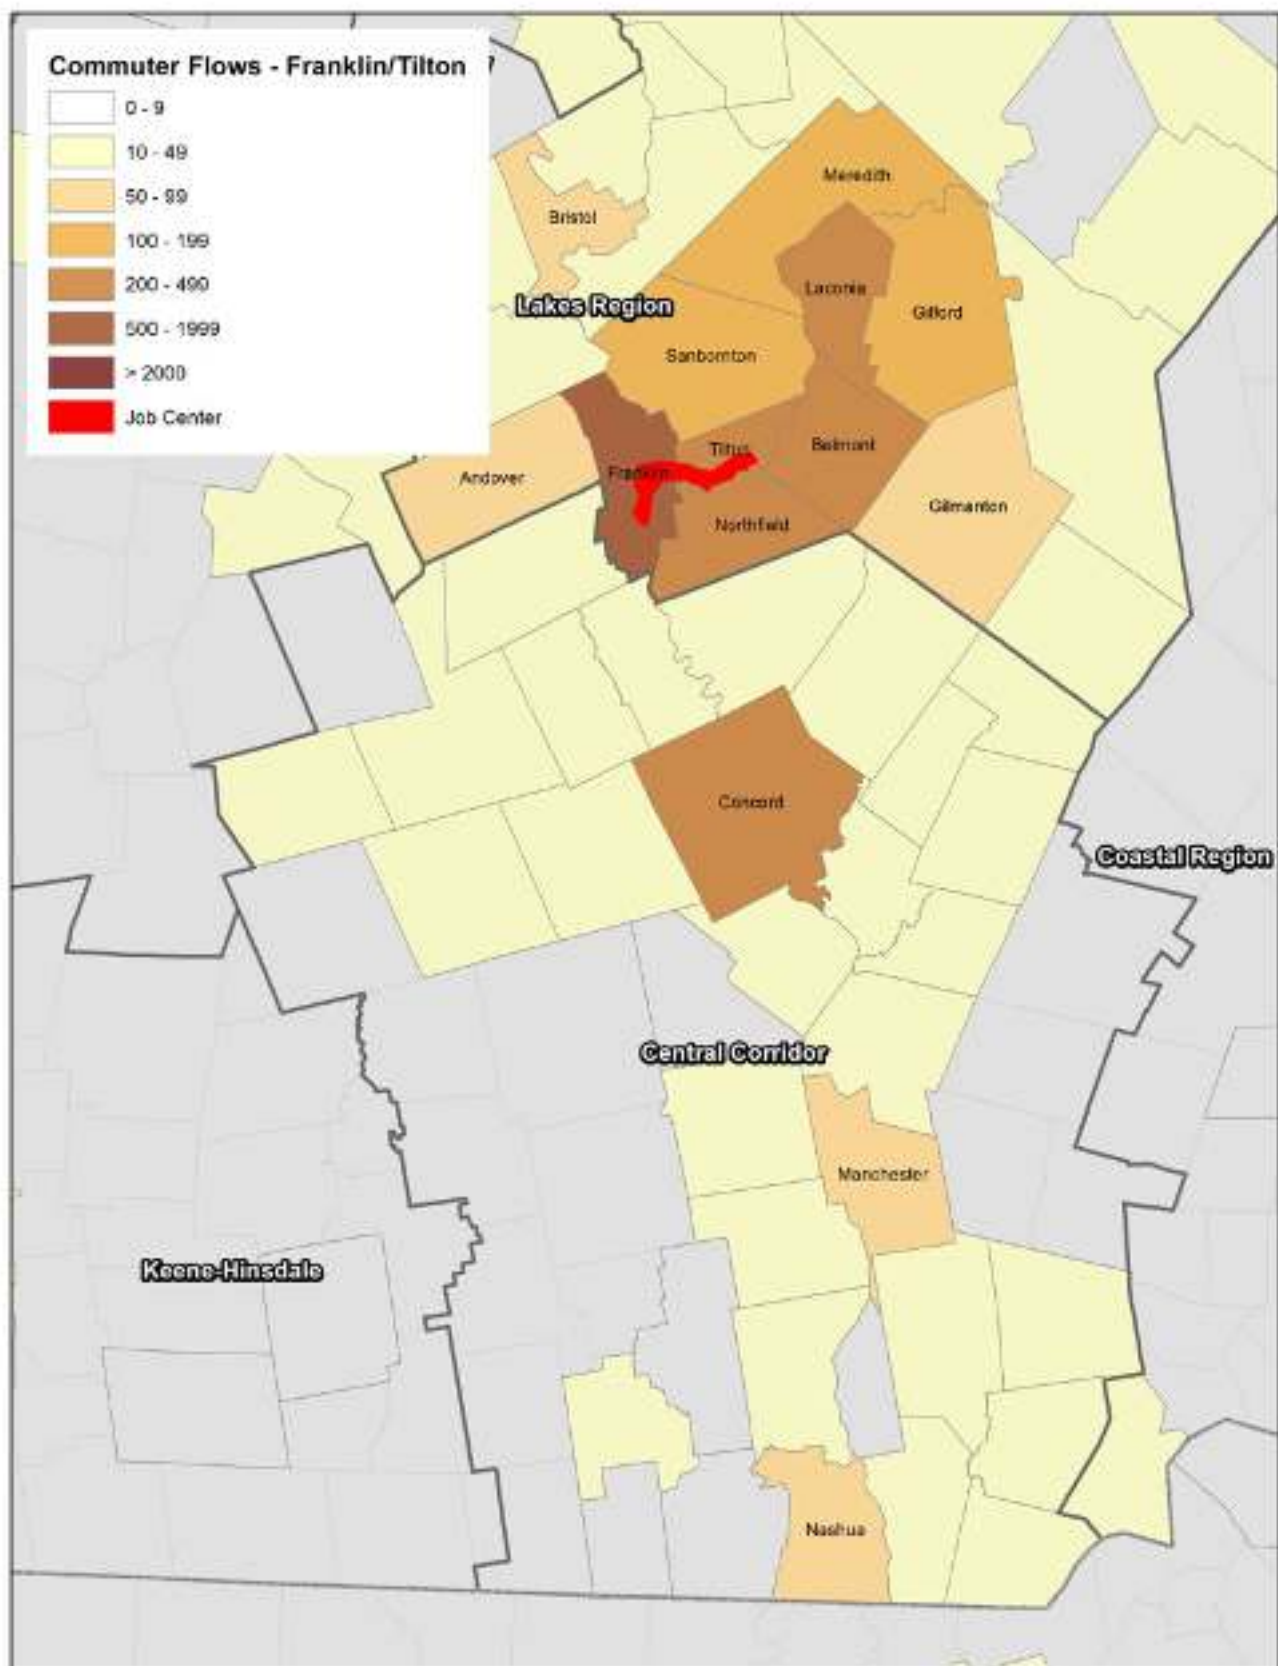 Commuter Flows - Franklin/Tilton 7
0 - 9
10 - 49
50 - 99
100 - 199
200 - 499
500 - 1999
> 2000
Job Center
Meredith
Bristol
Laconia
Lakes Region
Gilford
Sanbornton
Belmont
Tilton
Franklin
Andover
Gilmanton
Northfield
Concord
Coastal Region
Central Corridor
Manchester
Keene-Hinsdale
Nashua